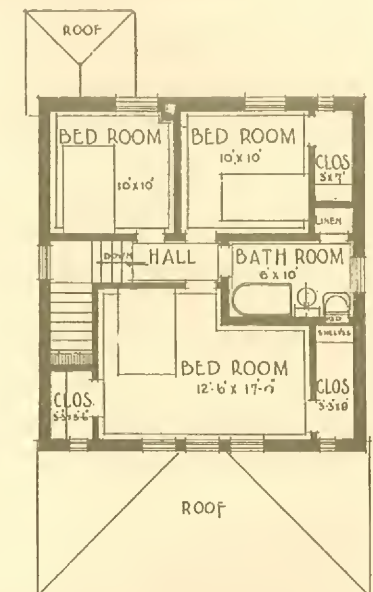 ROOF
BED ROOM
10'x10'
BED ROOM
10'x10'
CLOS
3'x7'
LINEN
DOWN
HALL
BATH ROOM
6'x10'
SHELVES
BED ROOM
12'-6"x17'-0"
CLOS
CLOS
ROOF